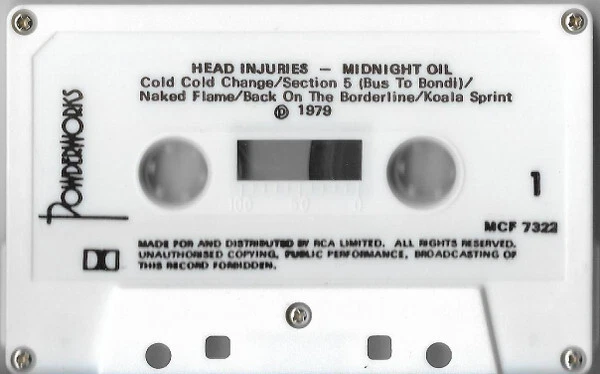 HEAD INJURIES — MIDNIGHT OIL
Cold Cold Change/Section 5 (Bus To Bondi)/
Naked Flame/Back On The Borderline/Koala Sprint
℗ 1979
POWDERWORKS
100 50 0
1
MCF 7322
MADE FOR AND DISTRIBUTED BY RCA LIMITED. ALL RIGHTS RESERVED.
UNAUTHORISED COPYING, PUBLIC PERFORMANCE, BROADCASTING OF
THIS RECORD FORBIDDEN.